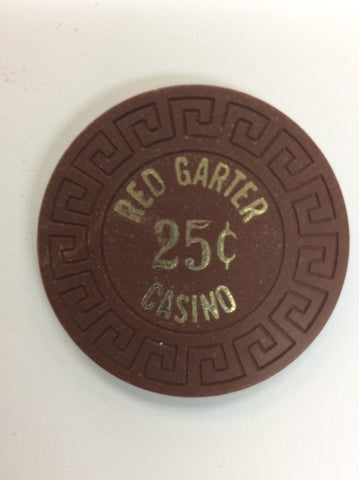 RED GARTER
25¢
CASINO